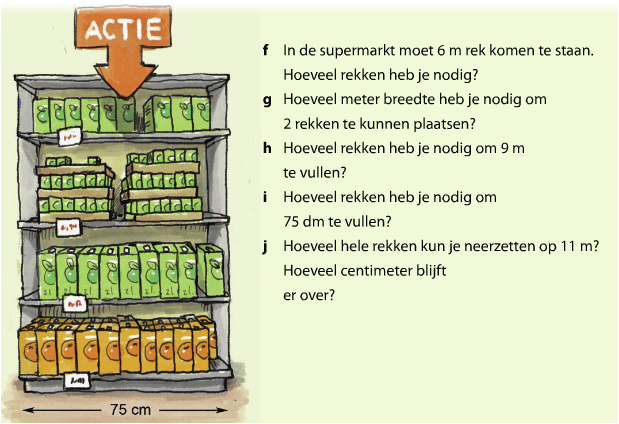 ACTIE
f In de supermarkt moet 6 m rek komen te staan.
Hoeveel rekken heb je nodig?
g Hoeveel meter breedte heb je nodig om
2 rekken te kunnen plaatsen?
h Hoeveel rekken heb je nodig om 9 m
te vullen?
i Hoeveel rekken heb je nodig om
75 dm te vullen?
j Hoeveel hele rekken kun je neerzetten op 11 m?
Hoeveel centimeter blijft
er over?
75 cm